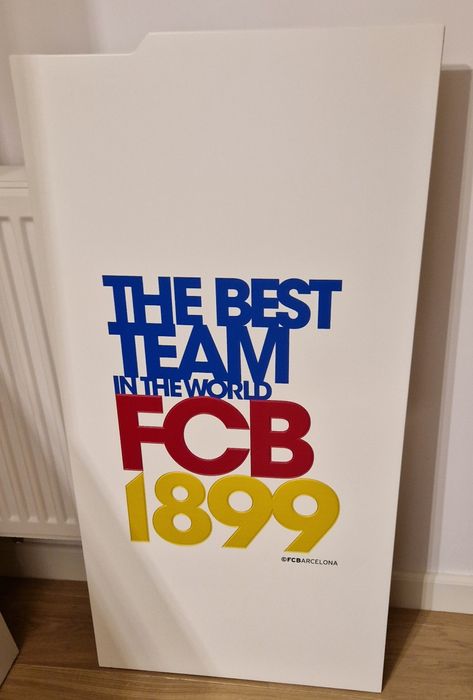 THE BEST
TEAM
IN THE WORLD
FCB
1899
©FCBARCELONA